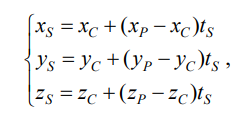 x_S = x_C + (x_P − x_C)t_S
y_S = y_C + (y_P − y_C)t_S ,
z_S = z_C + (z_P − z_C)t_S